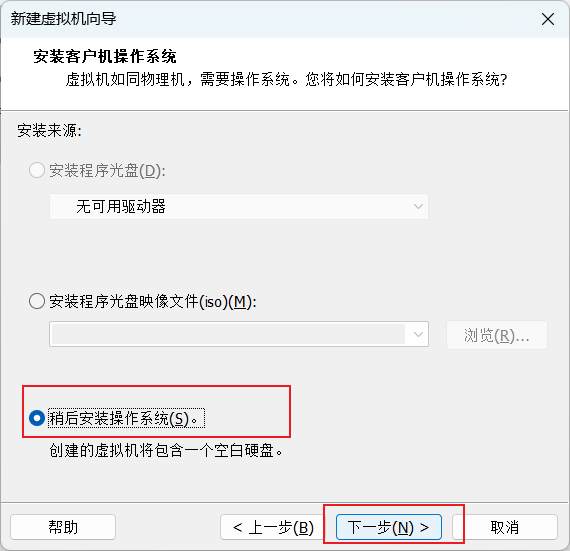 新建虚拟机向导
安装客户机操作系统
虚拟机如同物理机，需要操作系统。您将如何安装客户机操作系统?
安装来源:
安装程序光盘(D):
无可用驱动器
安装程序光盘映像文件(iso)(M):
浏览(R)...
稍后安装操作系统(S)。
创建的虚拟机将包含一个空白硬盘。
帮助
< 上一步(B)
下一步(N) >
取消